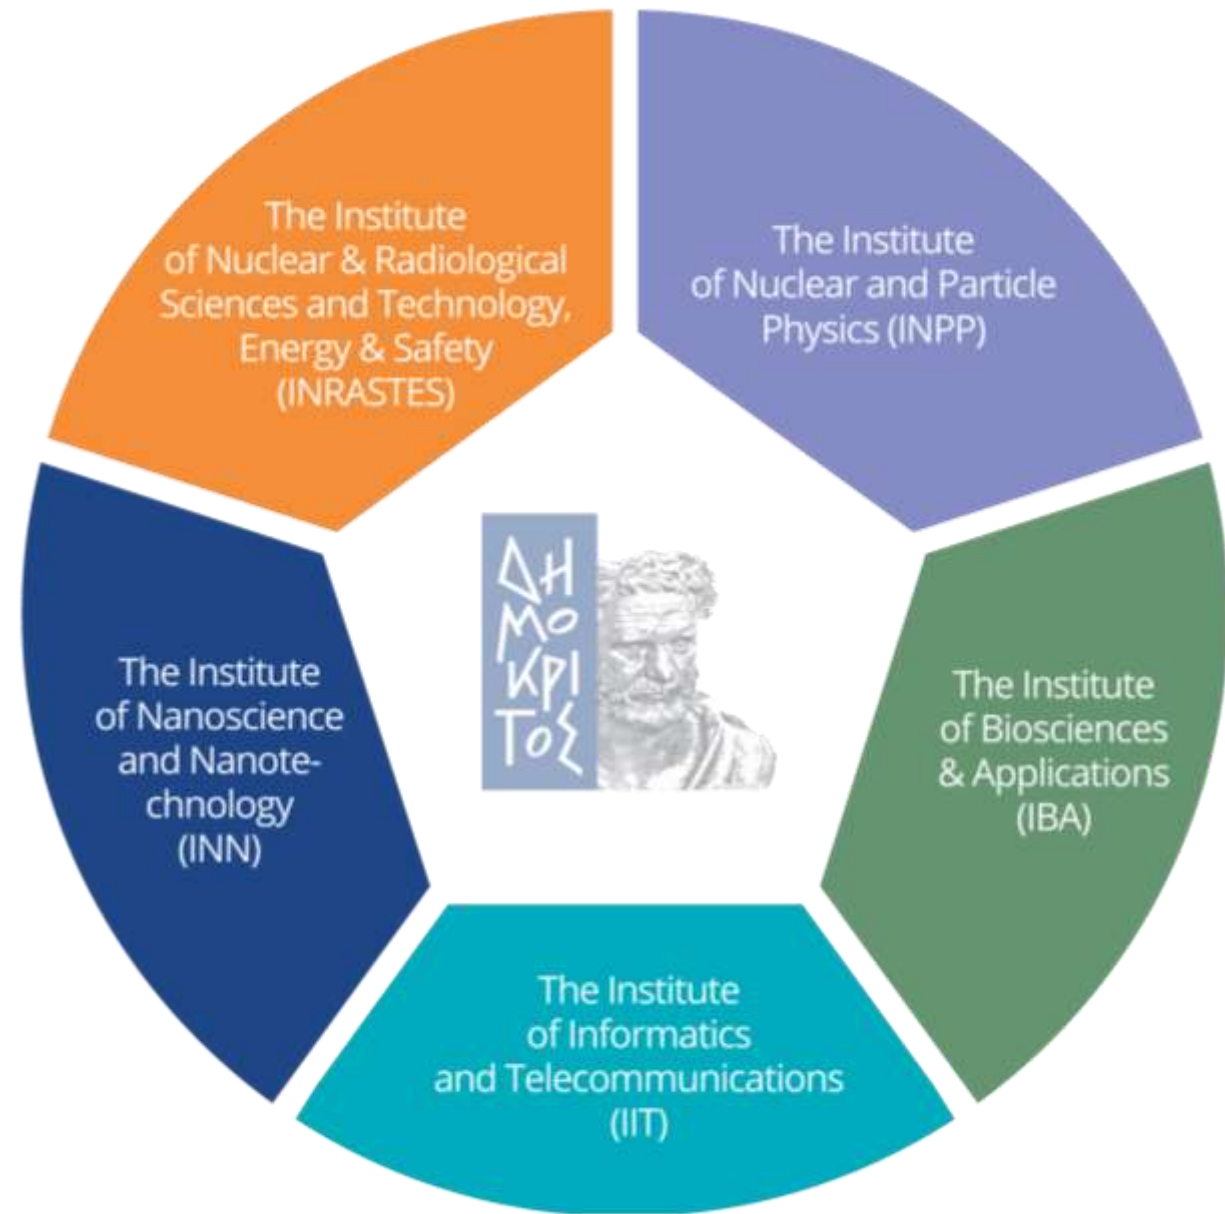 The Institute
of Nuclear & Radiological
Sciences and Technology,
Energy & Safety
(INRASTES)
The Institute
of Nuclear and Particle
Physics (INPP)
ΔΗ
ΜΟ
ΚΡΙ
ΤΟΣ
The Institute
of Nanoscience
and Nanote-
chnology
(INN)
The Institute
of Biosciences
& Applications
(IBA)
The Institute
of Informatics
and Telecommunications
(IIT)